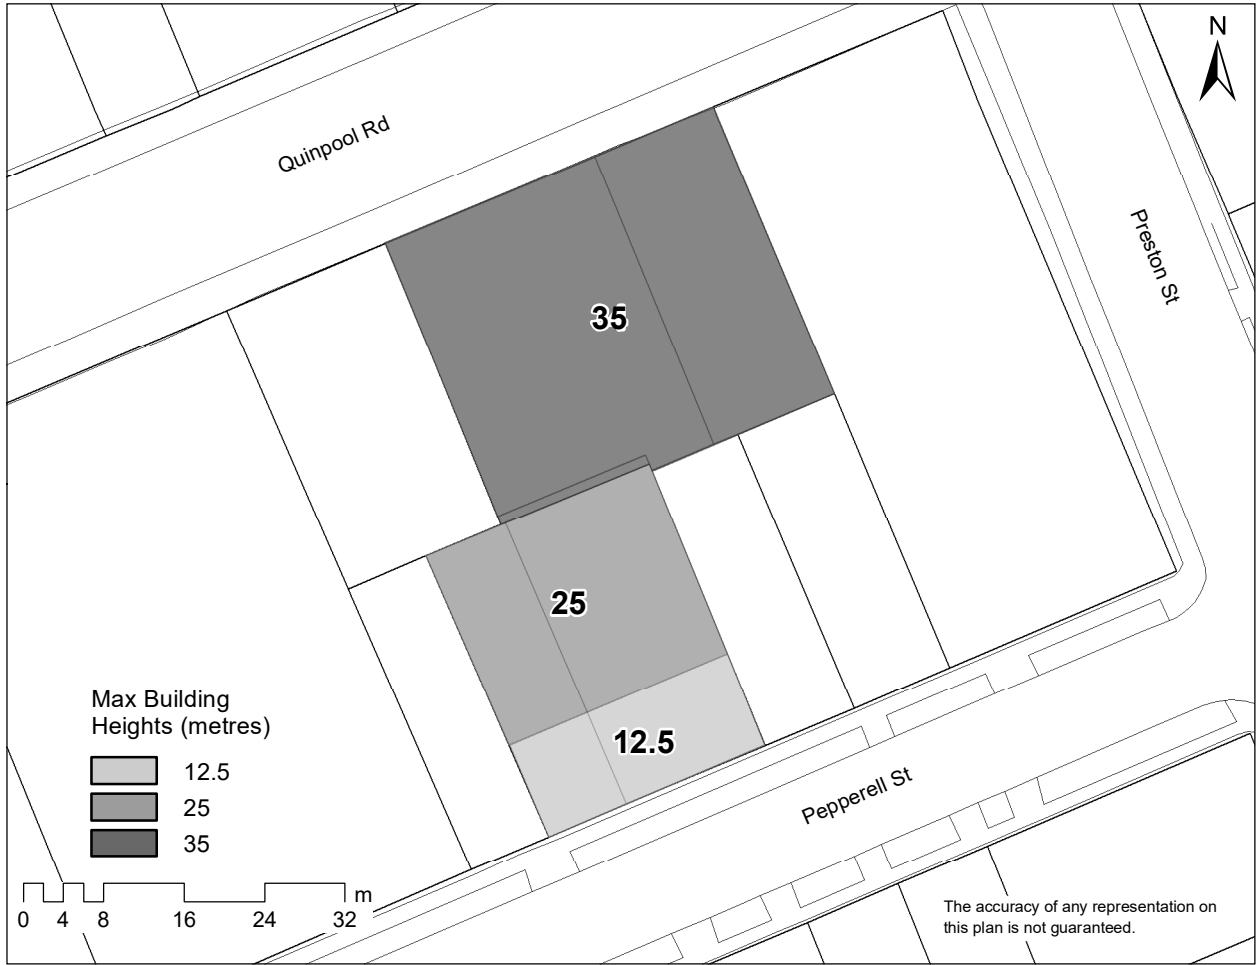 N
Quinpool Rd
Preston St
35
25
12.5
Max Building
Heights (metres)
12.5
25
35
Pepperell St
m
0 4 8 16 24 32
The accuracy of any representation on
this plan is not guaranteed.